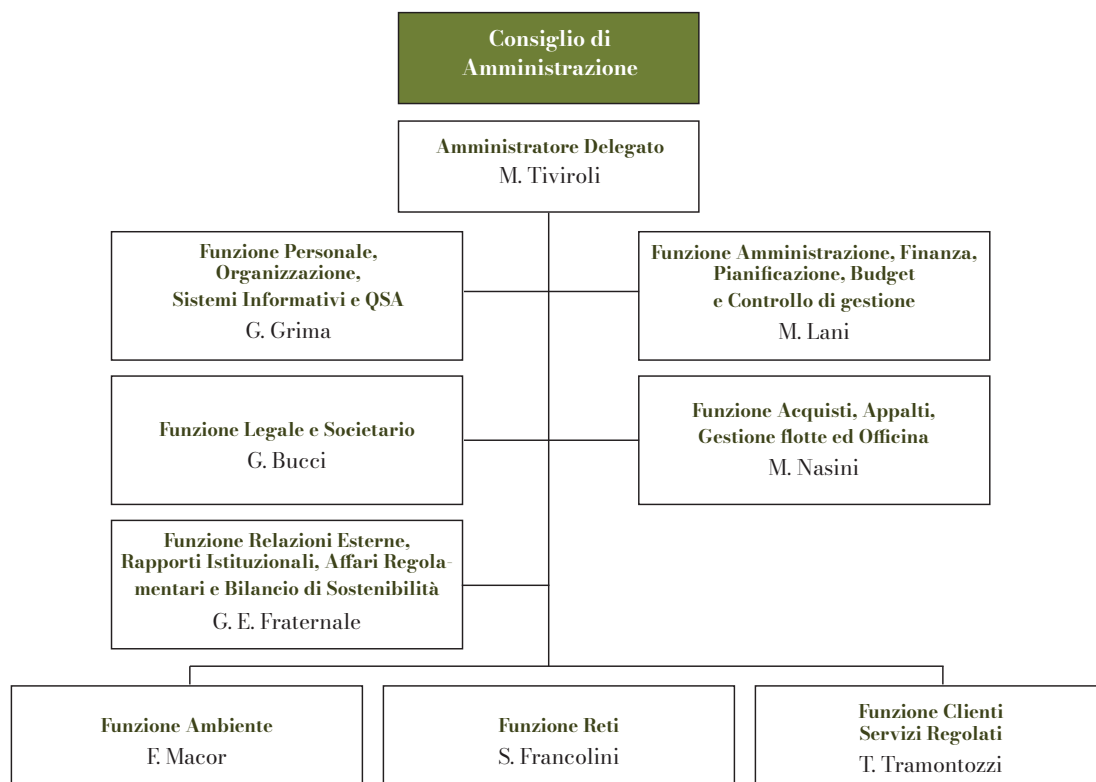 Consiglio di
Amministrazione
Amministratore Delegato
M. Tiviroli
Funzione Personale,
Organizzazione,
Sistemi Informativi e QSA
G. Grima
Funzione Amministrazione, Finanza,
Pianificazione, Budget
e Controllo di gestione
M. Lani
Funzione Legale e Societario
G. Bucci
Funzione Acquisti, Appalti,
Gestione flotte ed Officina
M. Nasini
Funzione Relazioni Esterne,
Rapporti Istituzionali, Affari Regola-
mentari e Bilancio di Sostenibilità
G. E. Fraternale
Funzione Ambiente
F. Macor
Funzione Reti
S. Francolini
Funzione Clienti
Servizi Regolati
T. Tramontozzi